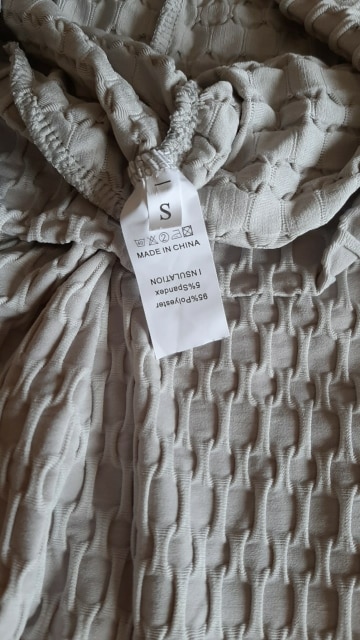 S
MADE IN CHINA
95%Polyester
5%Spandex
INSULATION